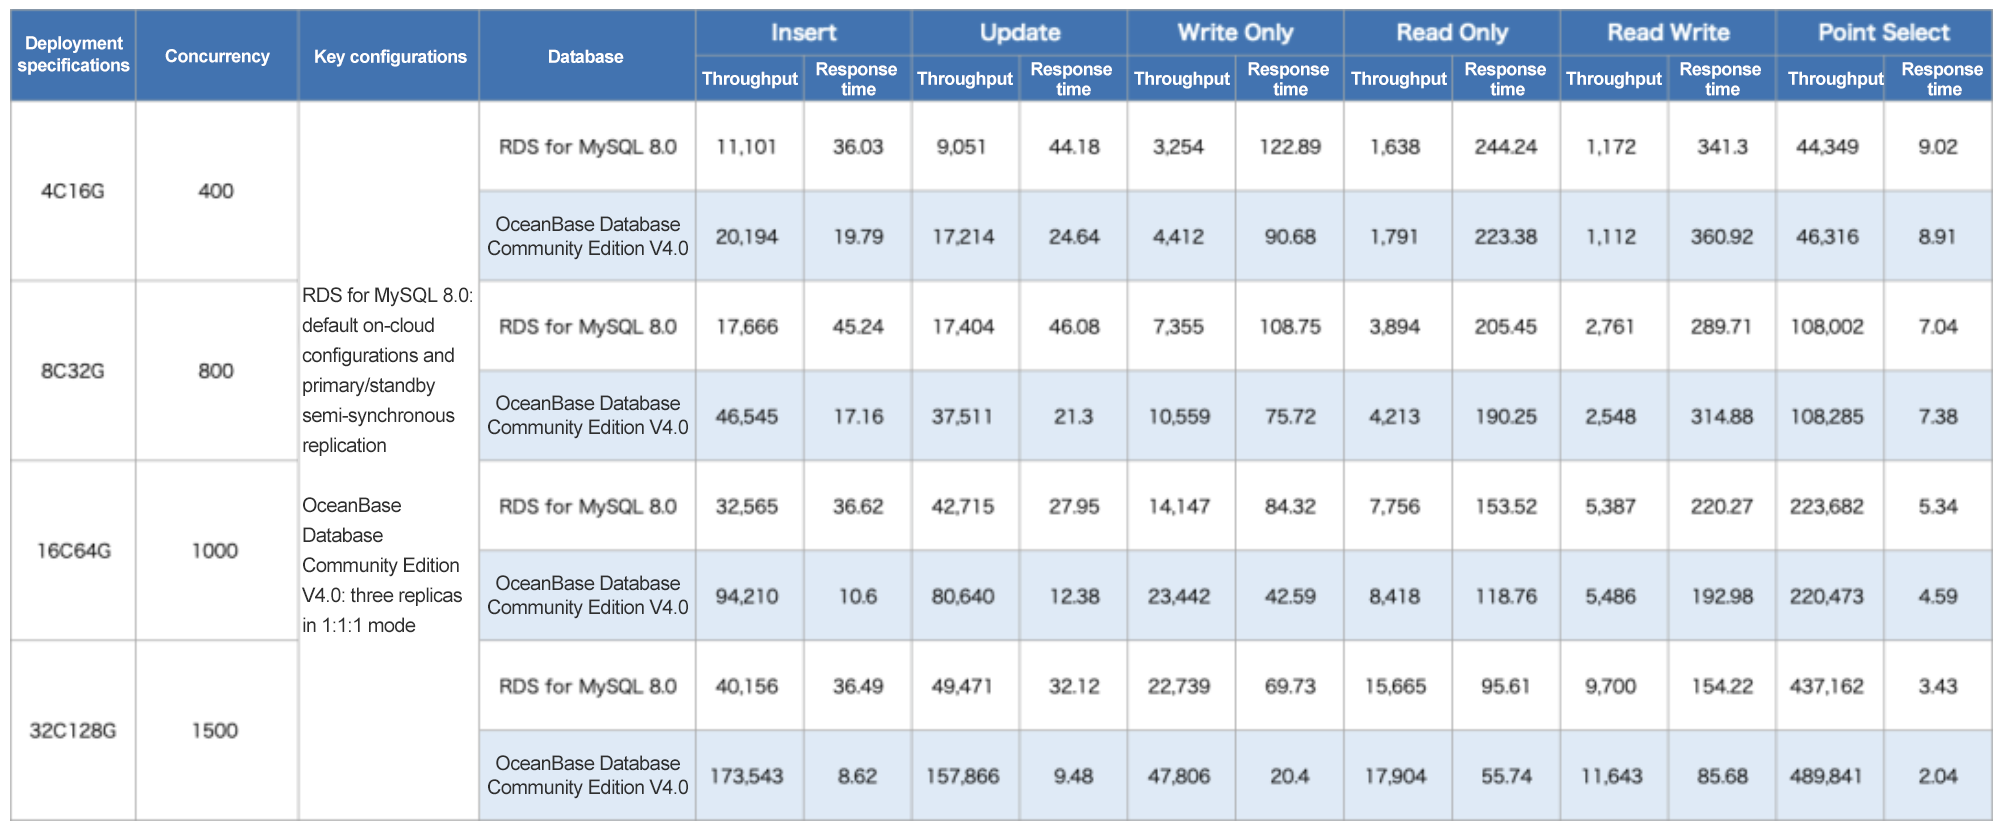 Deployment specifications
Concurrency
Key configurations
Database
Insert
Update
Write Only
Read Only
Read Write
Point Select
Throughput
Response time
Throughput
Response time
Throughput
Response time
Throughput
Response time
Throughput
Response time
Throughput
Response time
4C16G
400
RDS for MySQL 8.0:
default on-cloud
configurations and
primary/standby
semi-synchronous
replication
OceanBase
Database
Community Edition
V4.0: three replicas
in 1:1:1 mode
RDS for MySQL 8.0 11,101 36.03 9,051 44.18 3,254 122.89 1,638 244.24 1,172 341.3 44,349 9.02
OceanBase Database
Community Edition V4.0 20,194 19.79 17,214 24.64 4,412 90.68 1,791 223.38 1,112 360.92 46,316 8.91
8C32G
800
RDS for MySQL 8.0 17,666 45.24 17,404 46.08 7,355 108.75 3,894 205.45 2,761 289.71 108,002 7.04
OceanBase Database
Community Edition V4.0 46,545 17.16 37,511 21.3 10,559 75.72 4,213 190.25 2,548 314.88 108,285 7.38
16C64G
1000
RDS for MySQL 8.0 32,565 36.62 42,715 27.95 14,147 84.32 7,756 153.52 5,387 220.27 223,682 5.34
OceanBase Database
Community Edition V4.0 94,210 10.6 80,640 12.38 23,442 42.59 8,418 118.76 5,486 192.98 220,473 4.59
32C128G
1500
RDS for MySQL 8.0 40,156 36.49 49,471 32.12 22,739 69.73 15,665 95.61 9,700 154.22 437,162 3.43
OceanBase Database
Community Edition V4.0 173,543 8.62 157,866 9.48 47,806 20.4 17,904 55.74 11,643 85.68 489,841 2.04